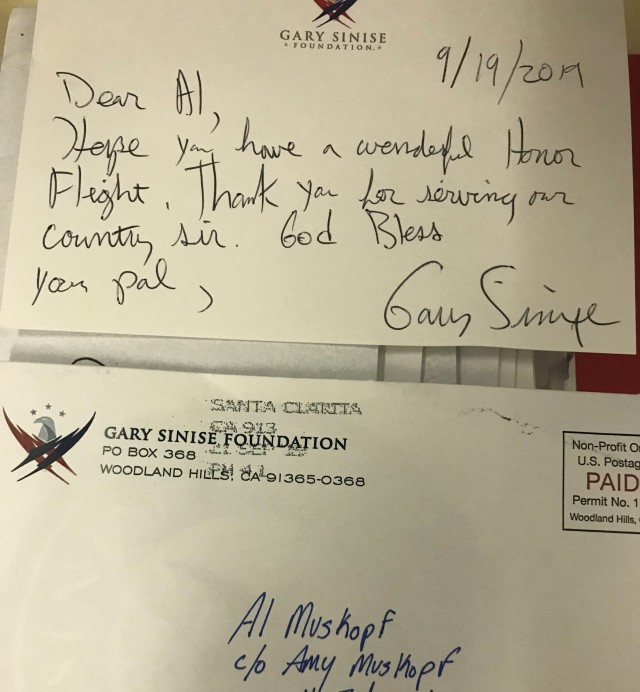 GARY SINISE
FOUNDATION
9/19/2019
Dear Al,
Hope you have a wonderful Honor
Flight. Thank you for serving our
country sir. God Bless
your pal,
Gary Sinise
SANTA CLARITA
CA 913
GARY SINISE FOUNDATION
PO BOX 368
WOODLAND HILLS, CA 91365-0368
Non-Profit O
U.S. Postag
PAID
Permit No. 1
Woodland Hills,
Al Muskopf
c/o Amy Muskopf